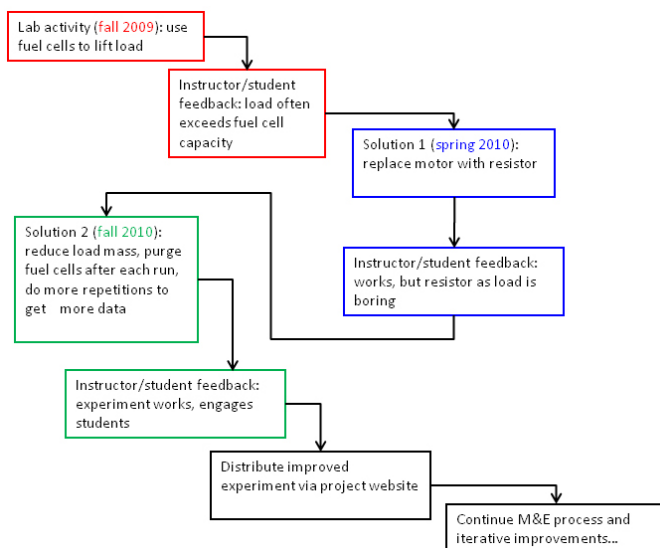 Lab activity (fall 2009): use
fuel cells to lift load
Instructor/student
feedback: load often
exceeds fuel cell
capacity
Solution 1 (spring 2010):
replace motor with resistor
Solution 2 (fall 2010):
reduce load mass, purge
fuel cells after each run,
do more repetitions to
get more data
Instructor/student feedback:
works, but resistor as load is
boring
Instructor/student feedback:
experiment works, engages
students
Distribute improved
experiment via project website
Continue M&E process and
iterative improvements...